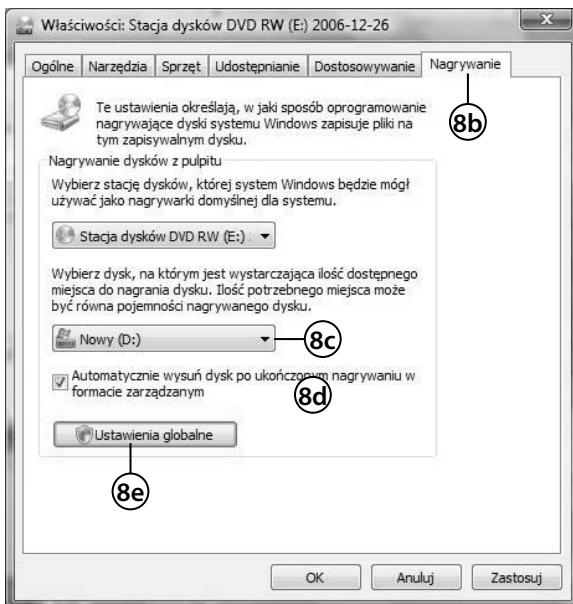 Właściwości: Stacja dysków DVD RW (E:) 2006-12-26
X
Ogólne Narzędzia Sprzęt Udostępnianie Dostosowywanie Nagrywanie
8b
Te ustawienia określają, w jaki sposób oprogramowanie
nagrywające dyski systemu Windows zapisuje pliki na
tym zapisywalnym dysku.
Nagrywanie dysków z pulpitu
Wybierz stację dysków, której system Windows będzie mógł
używać jako nagrywarki domyślnej dla systemu.
Stacja dysków DVD RW (E:)
Wybierz dysk, na którym jest wystarczająca ilość dostępnego
miejsca do nagrania dysku. Ilość potrzebnego miejsca może
być równa pojemności nagrywanego dysku.
Nowy (D:)
8c
Automatycznie wysuń dysk po ukończonym nagrywaniu w
formacie zarządzanym
8d
Ustawienia globalne
8e
OK Anuluj Zastosuj